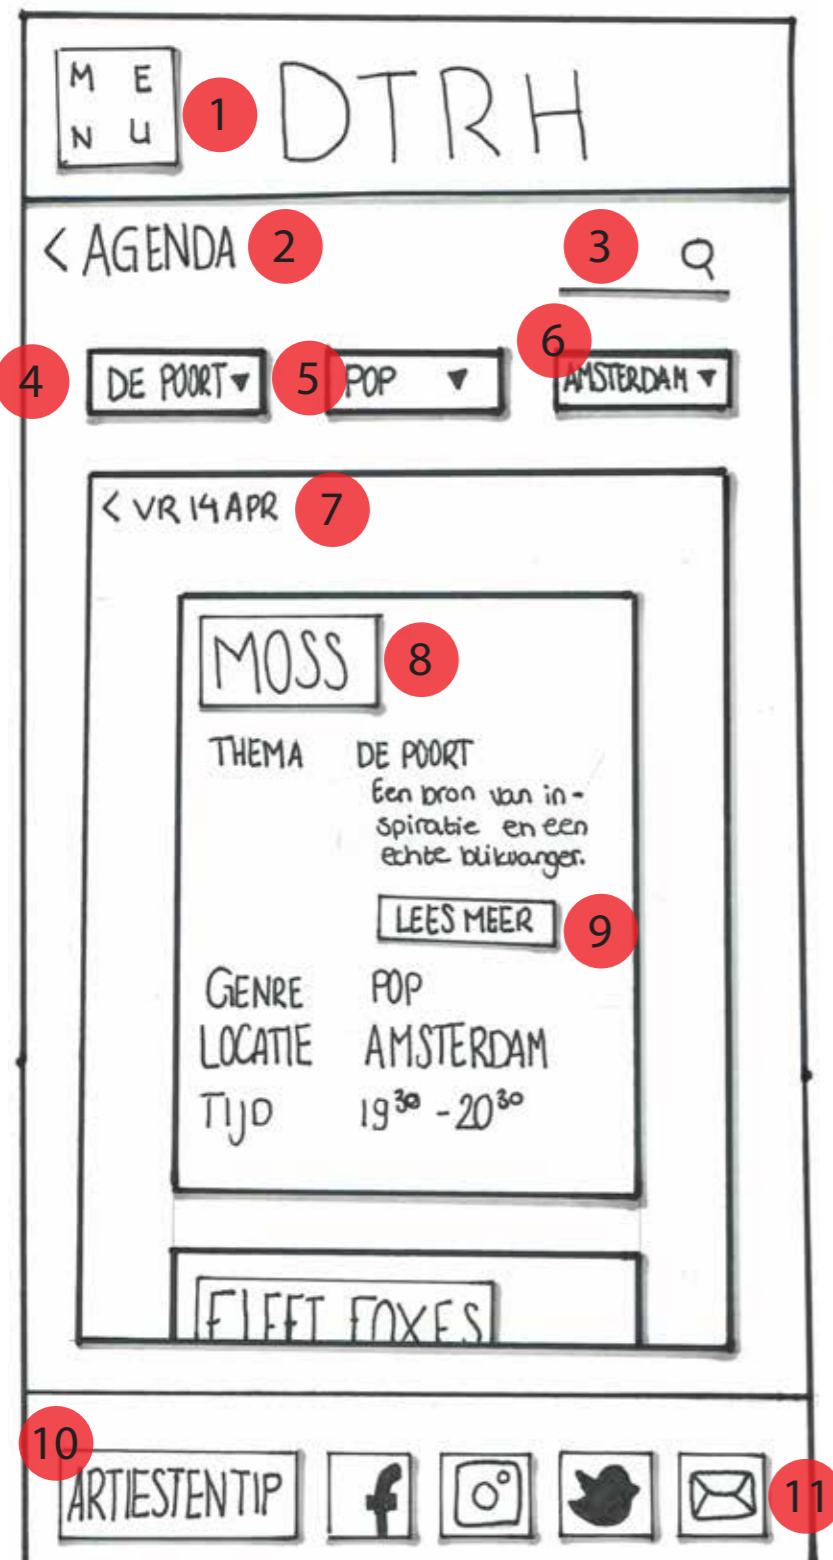 M E
N U
1
DTRH
< AGENDA
2
3
4
DE POORT
5
POP
6
AMSTERDAM
< VR 14 APR
7
MOSS
8
THEMA DE POORT
Een bron van in-
spiratie en een
echte blikvanger.
LEES MEER
9
GENRE POP
LOCATIE AMSTERDAM
TIJD 19³⁰ - 20³⁰
FLEET FOXES
10
ARTIESTENTIP
f
11